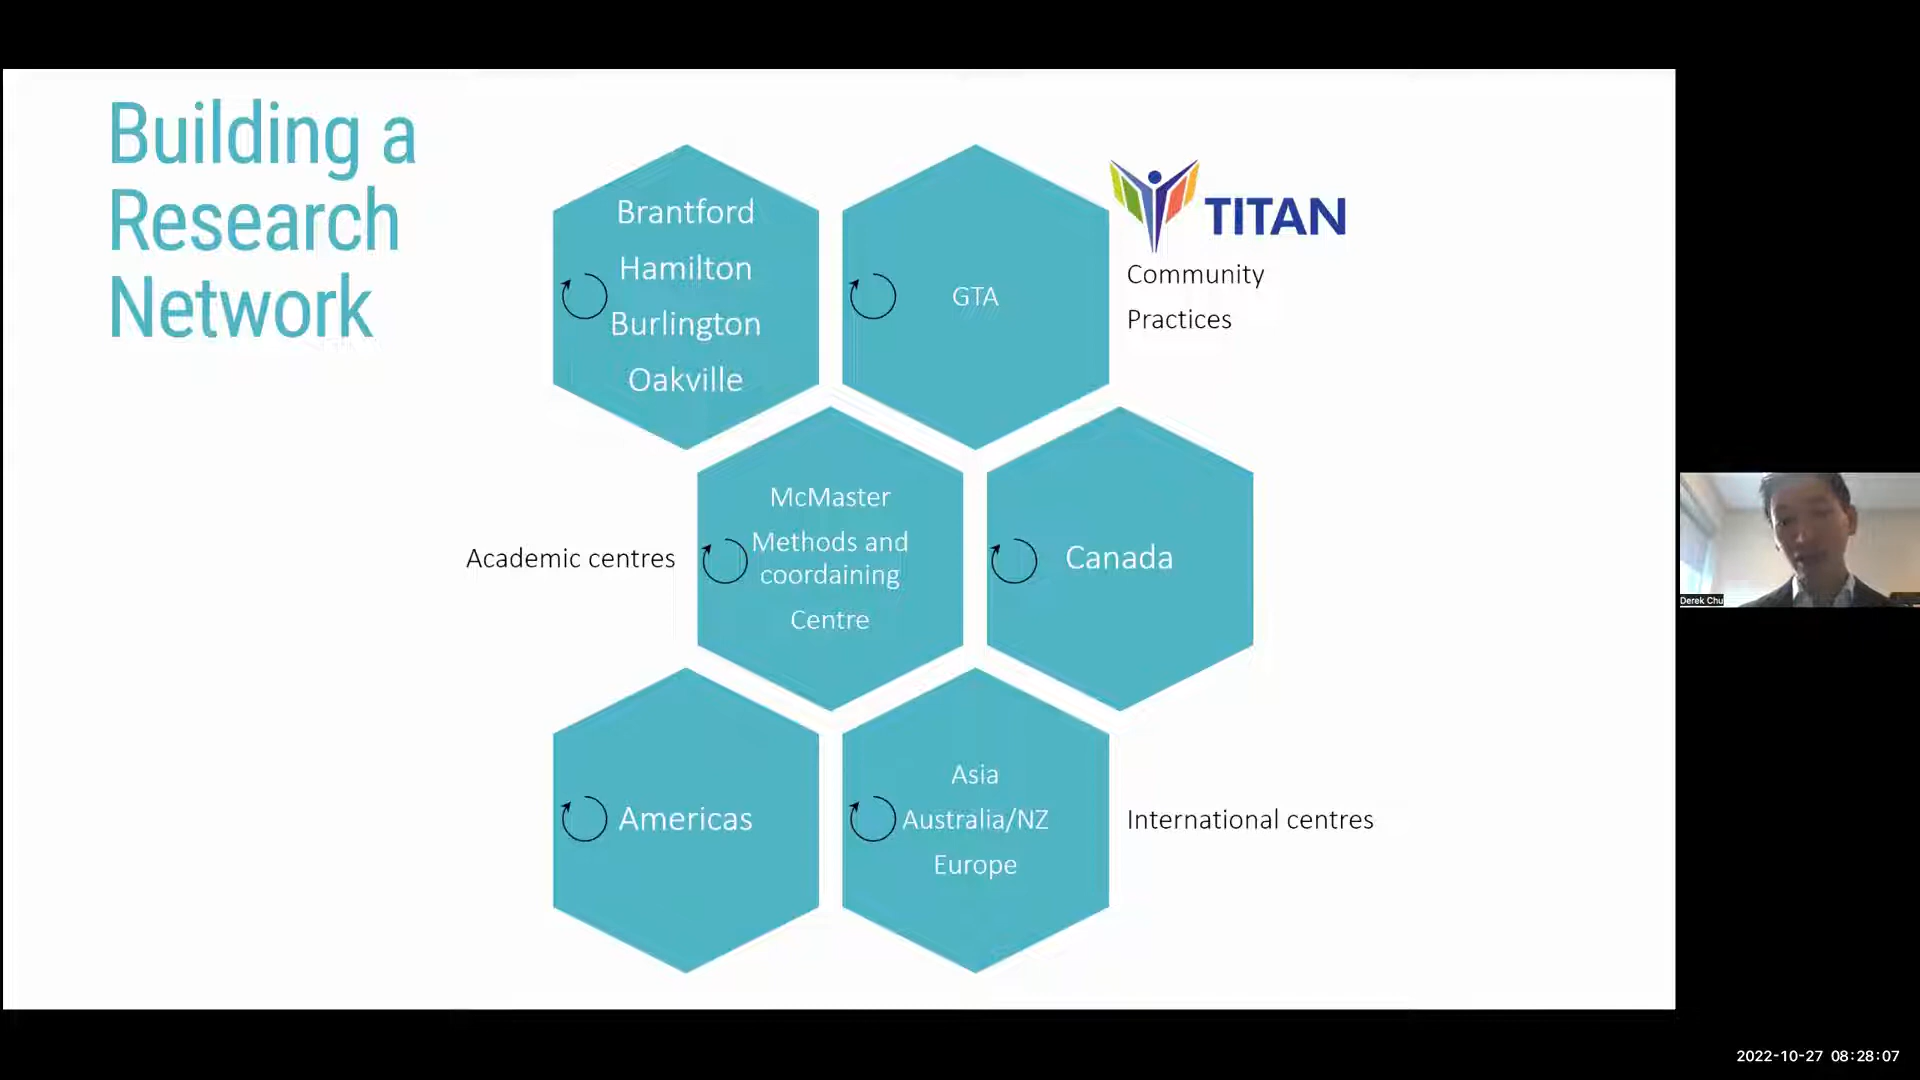 Building a
Research
Network
Brantford
Hamilton
Burlington
Oakville
GTA
TITAN
Community
Practices
Academic centres
McMaster
Methods and
coordaining
Centre
Canada
Americas
Asia
Australia/NZ
Europe
International centres
Derek Chu
2022-10-27 08:28:07